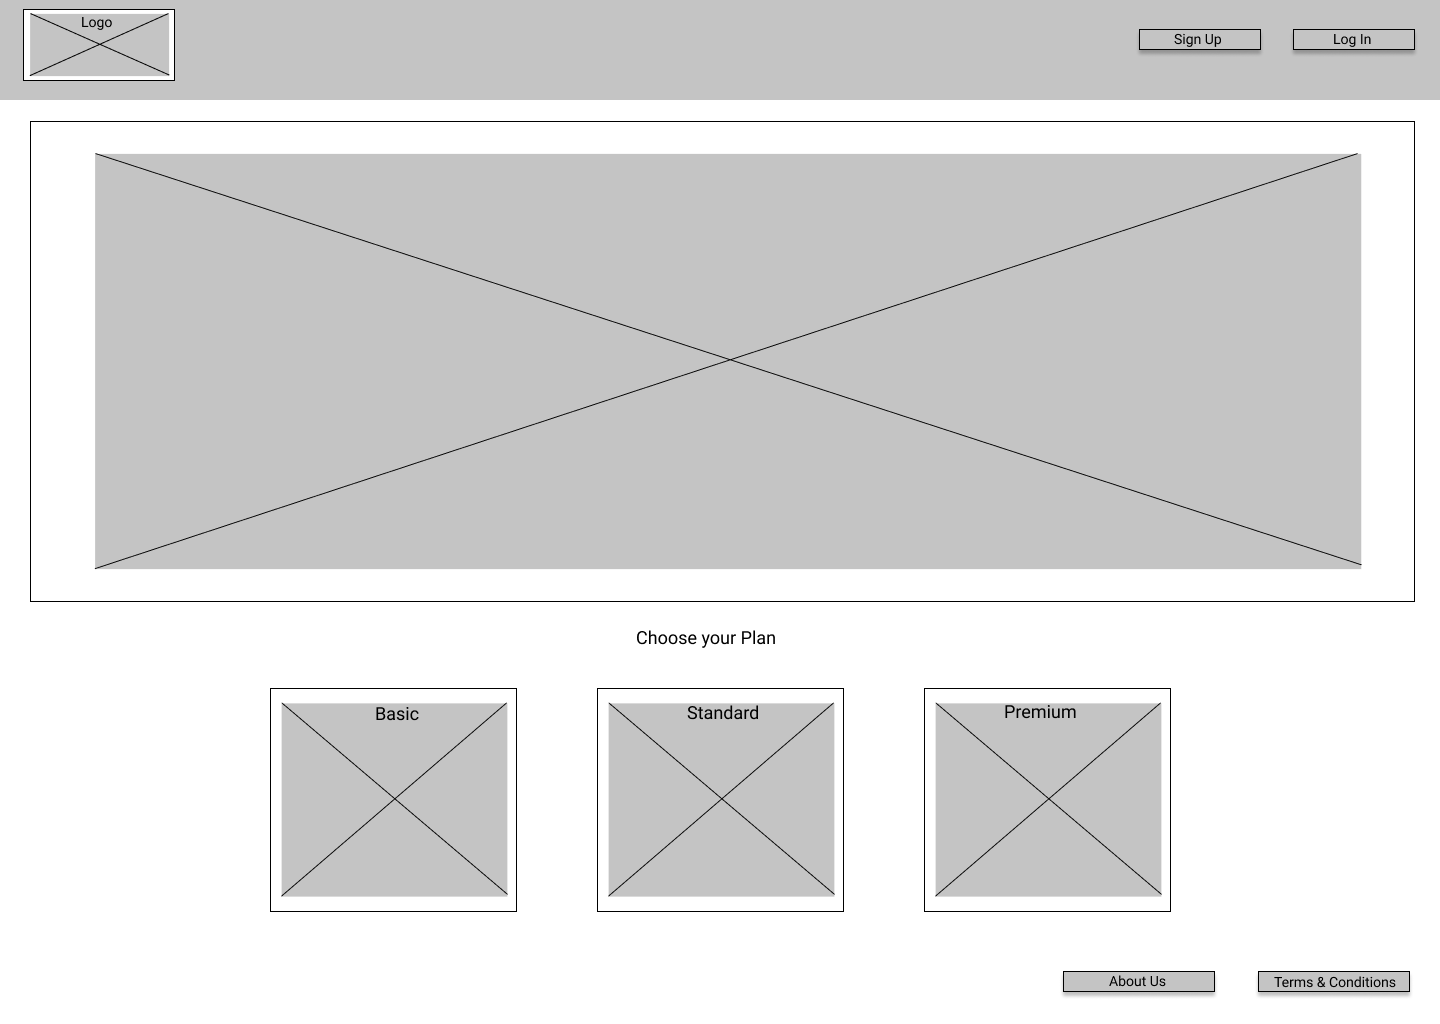 Logo
Sign Up
Log In
Choose your Plan
Basic
Standard
Premium
About Us
Terms & Conditions